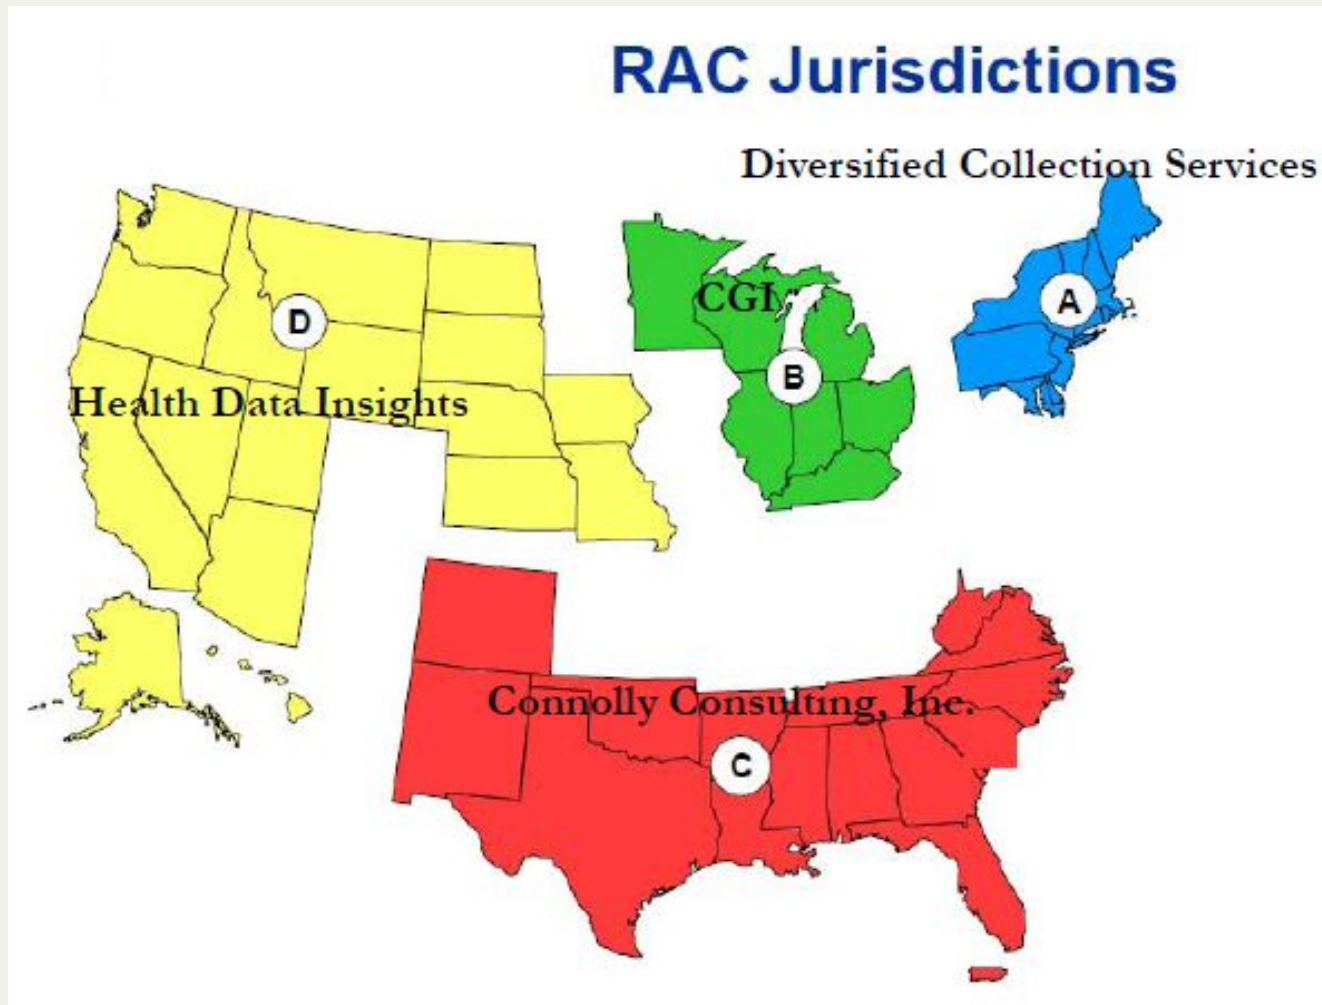 RAC Jurisdictions
Diversified Collection Services
A
CGI
B
D
Health Data Insights
Connolly Consulting, Inc.
C